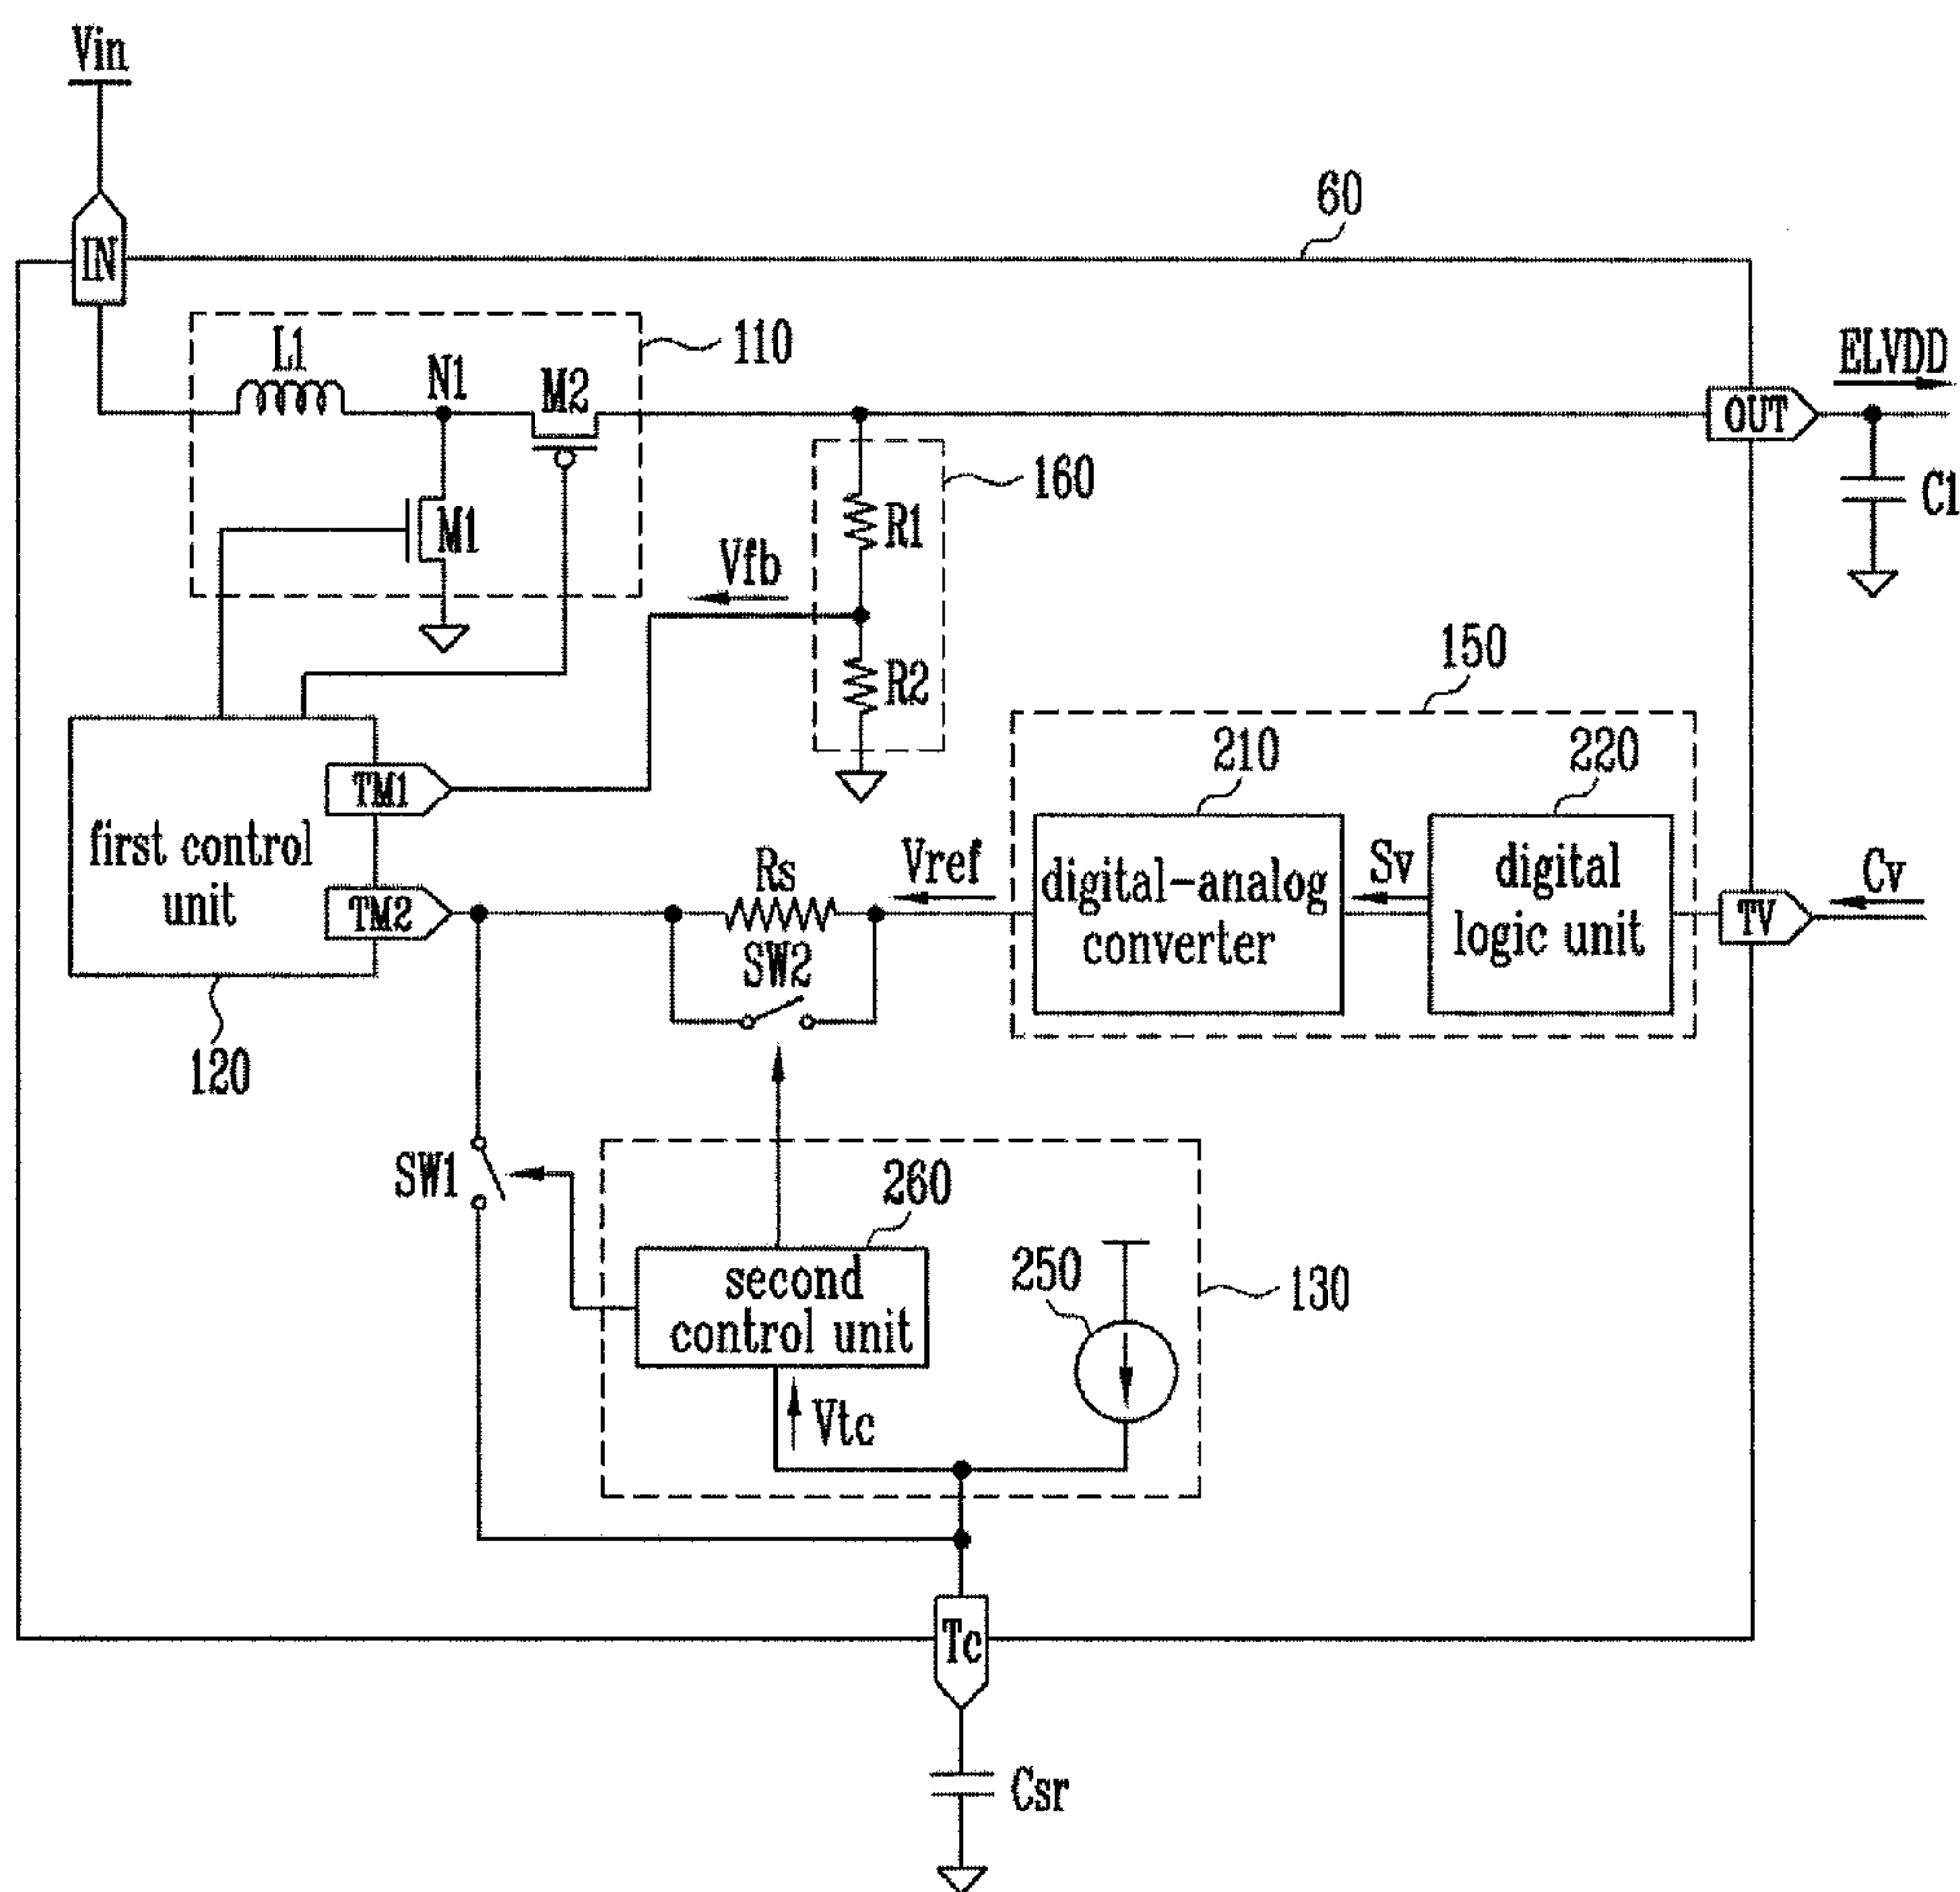 Vin
60
IN
L1
N1
M2
110
ELVDD
OUT
C1
160
R1
M1
Vfb
R2
150
210
220
TM1
first control
unit
TM2
Rs
Vref
digital-analog
converter
Sv
digital
logic unit
TV
Cv
SW2
120
SW1
260
second
control unit
250
130
Vtc
Tc
Csr